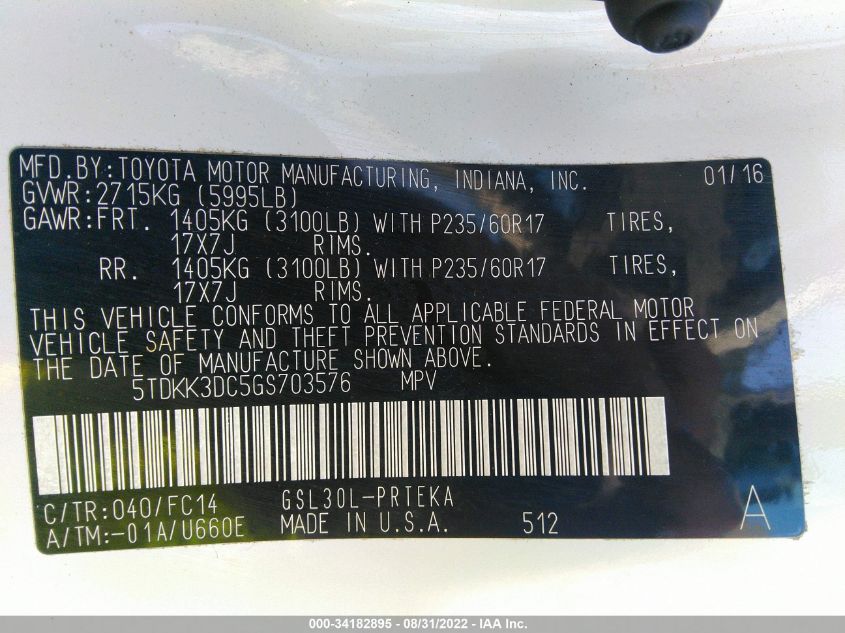 MFD.BY:TOYOTA MOTOR MANUFACTURING, INDIANA, INC. 01/16
GVWR:2715KG (5995LB)
GAWR:FRT. 1405KG (3100LB) WITH P235/60R17 TIRES,
17X7J RIMS.
RR. 1405KG (3100LB) WITH P235/60R17 TIRES,
17X7J RIMS.
THIS VEHICLE CONFORMS TO ALL APPLICABLE FEDERAL MOTOR
VEHICLE SAFETY AND THEFT PREVENTION STANDARDS IN EFFECT ON
THE DATE OF MANUFACTURE SHOWN ABOVE.
5TDKK3DC5GS703576 MPV
C/TR:040/FC14 GSL30L-PRTEKA
A/TM:-01A/U660E MADE IN U.S.A. 512 A
000-34182895 - 08/31/2022 - IAA Inc.